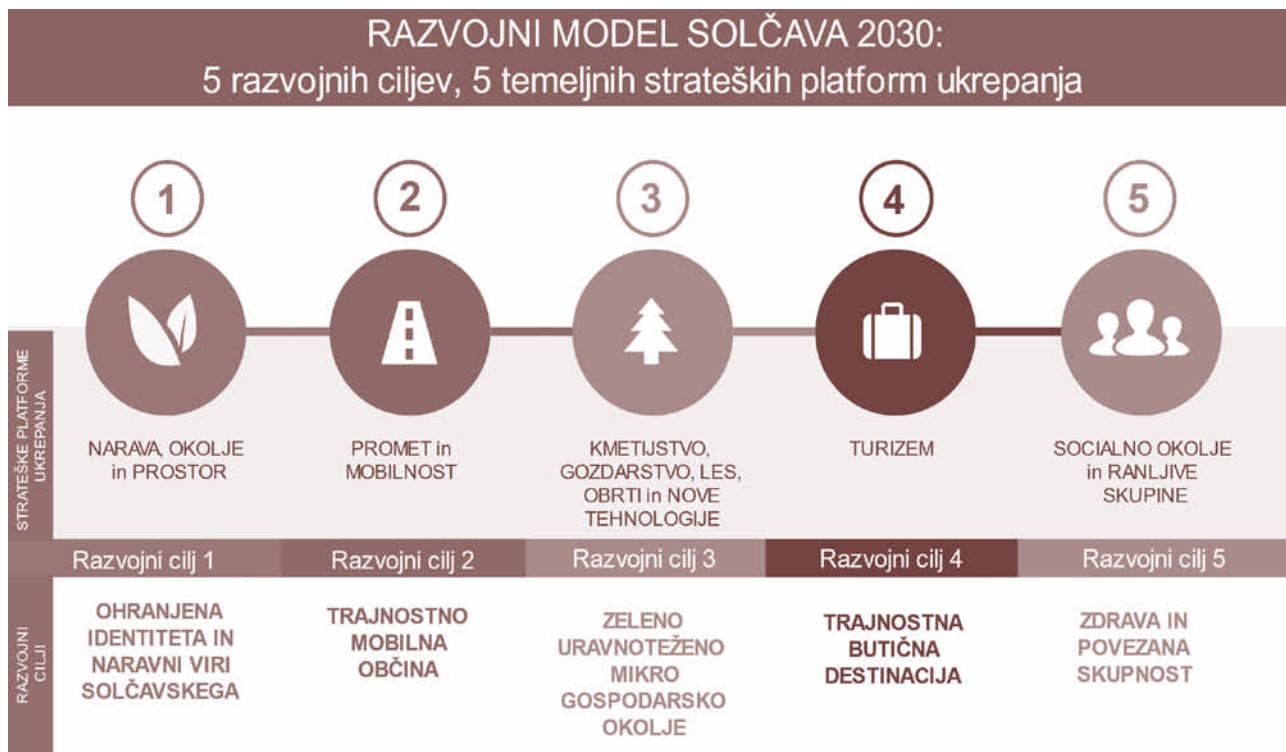 RAZVOJNI MODEL SOLČAVA 2030:
5 razvojnih ciljev, 5 temeljnih strateških platform ukrepanja
1
2
3
4
5
STRATEŠKE PLATFORME
UKREPANJA
NARAVA, OKOLJE
in PROSTOR
PROMET in
MOBILNOST
KMETIJSTVO,
GOZDARSTVO, LES,
OBRTI in NOVE
TEHNOLOGIJE
TURIZEM
SOCIALNO OKOLJE
in RANLJIVE
SKUPINE
Razvojni cilj 1
Razvojni cilj 2
Razvojni cilj 3
Razvojni cilj 4
Razvojni cilj 5
RAZVOJNI
CILJI
OHRANJENA
IDENTITETA IN
NARAVNI VIRI
SOLČAVSKEGA
TRAJNOSTNO
MOBILNA
OBČINA
ZELENO
URAVNOTEŽENO
MIKRO
GOSPODARSKO
OKOLJE
TRAJNOSTNA
BUTIČNA
DESTINACIJA
ZDRAVA IN
POVEZANA
SKUPNOST